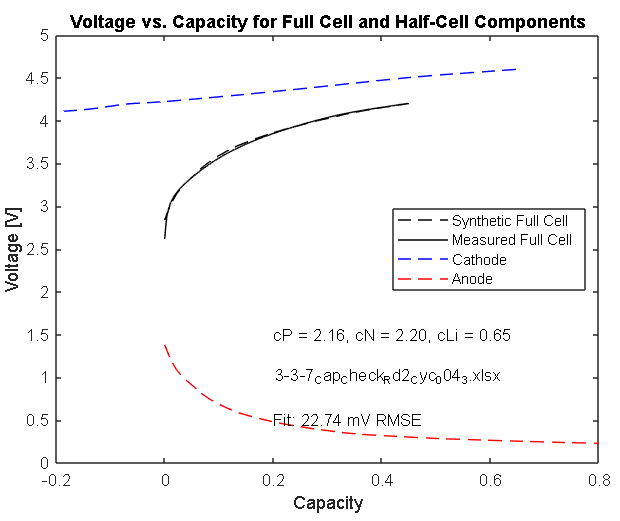 Voltage vs. Capacity for Full Cell and Half-Cell Components
5
4.5
4
3.5
3
2.5
2
1.5
1
0.5
0
Voltage [V]
Synthetic Full Cell
Measured Full Cell
Cathode
Anode
cP = 2.16, cN = 2.20, cLi = 0.65
3-3-7CapCheckRd2Cyc0043.xlsx
Fit: 22.74 mV RMSE
-0.2 0 0.2 0.4 0.6 0.8
Capacity